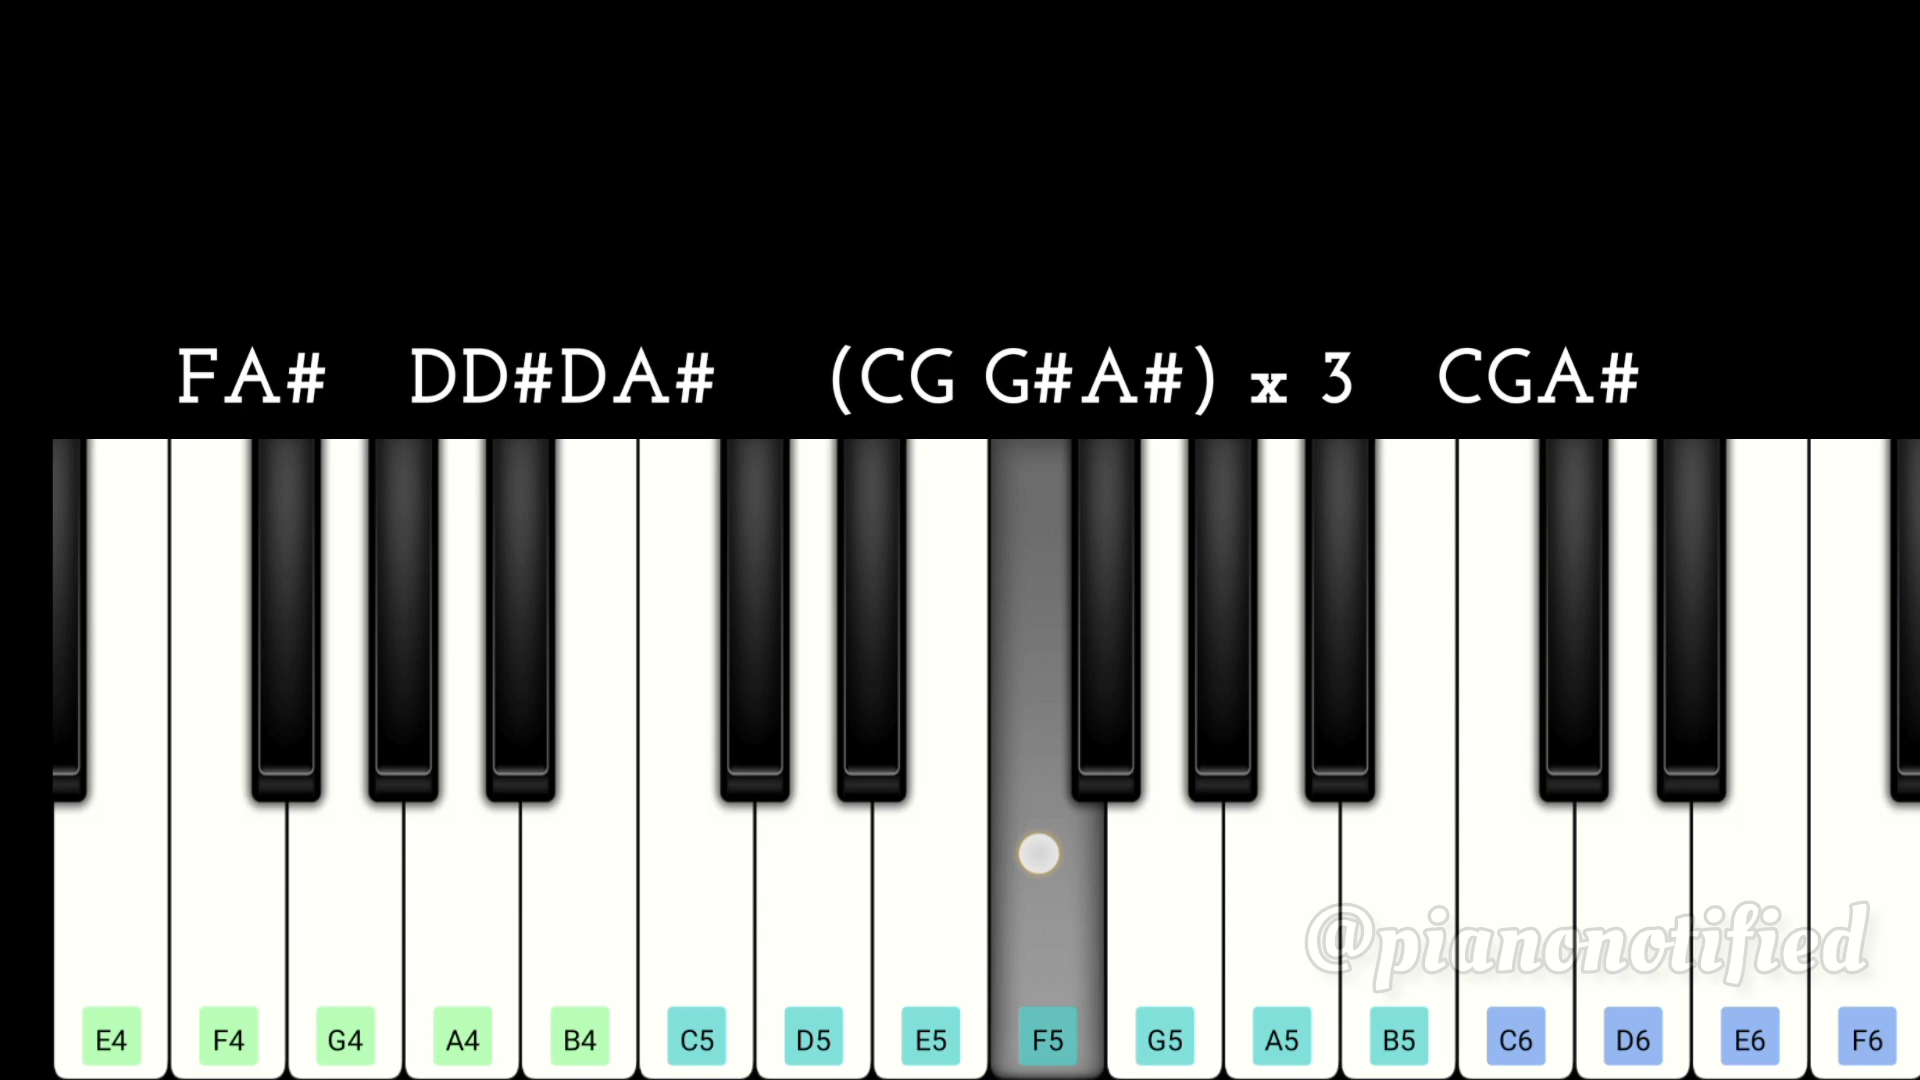 FA# DD#DA# (CG G#A#) x 3 CGA#
@pianonotified
E4 F4 G4 A4 B4 C5 D5 E5 F5 G5 A5 B5 C6 D6 E6 F6